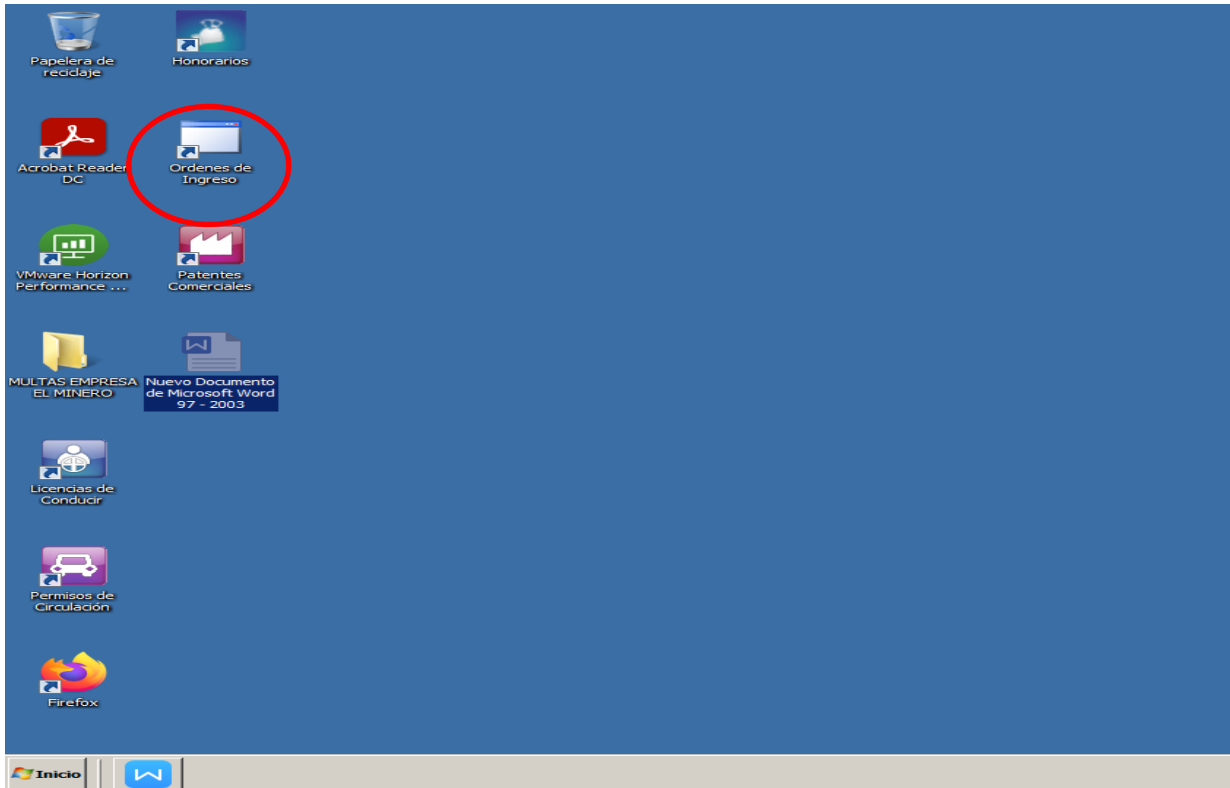 Papelera de
reciclaje
Honorarios
Acrobat Reader
DC
Ordenes de
Ingreso
VMware Horizon
Performance ...
Patentes
Comerciales
MULTAS EMPRESA
EL MINERO
Nuevo Documento
de Microsoft Word
97 - 2003
Licencias de
Conducir
Permisos de
Circulación
Firefox
Inicio